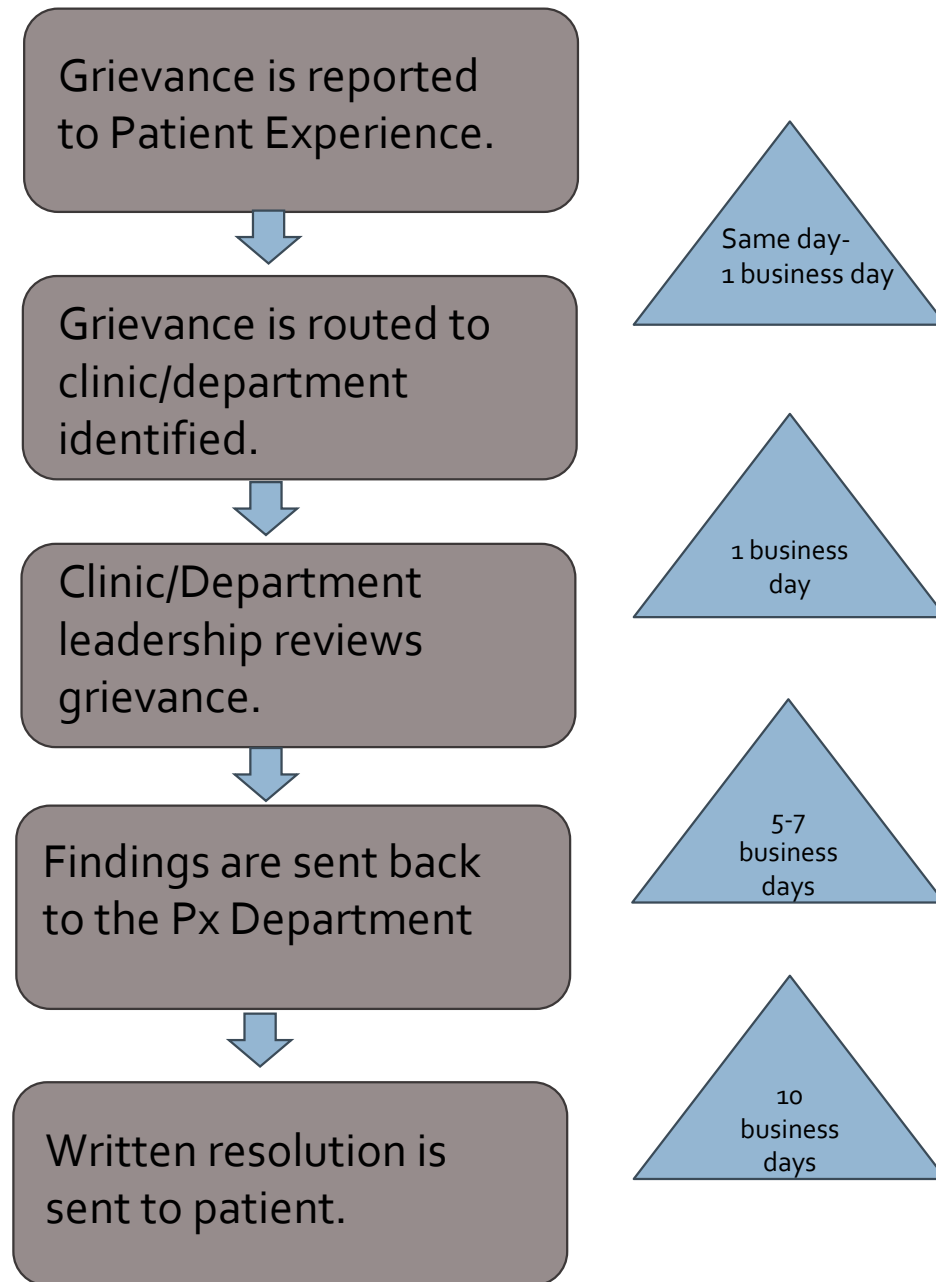 Grievance is reported
to Patient Experience.
Same day-
1 business day
Grievance is routed to
clinic/department
identified.
1 business
day
Clinic/Department
leadership reviews
grievance.
5-7
business
days
Findings are sent back
to the Px Department
10
business
days
Written resolution is
sent to patient.